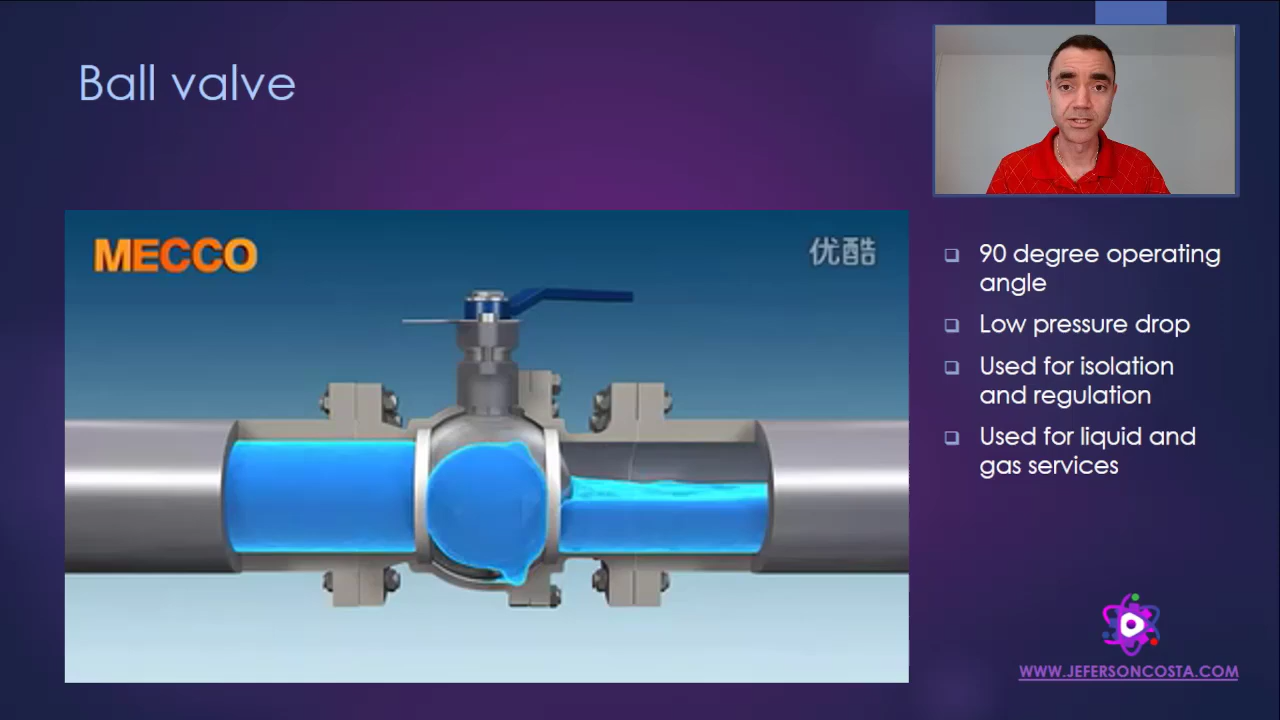 Ball valve
MECCO
优酷
90 degree operating
angle
Low pressure drop
Used for isolation
and regulation
Used for liquid and
gas services
WWW.JEFERSONCOSTA.COM